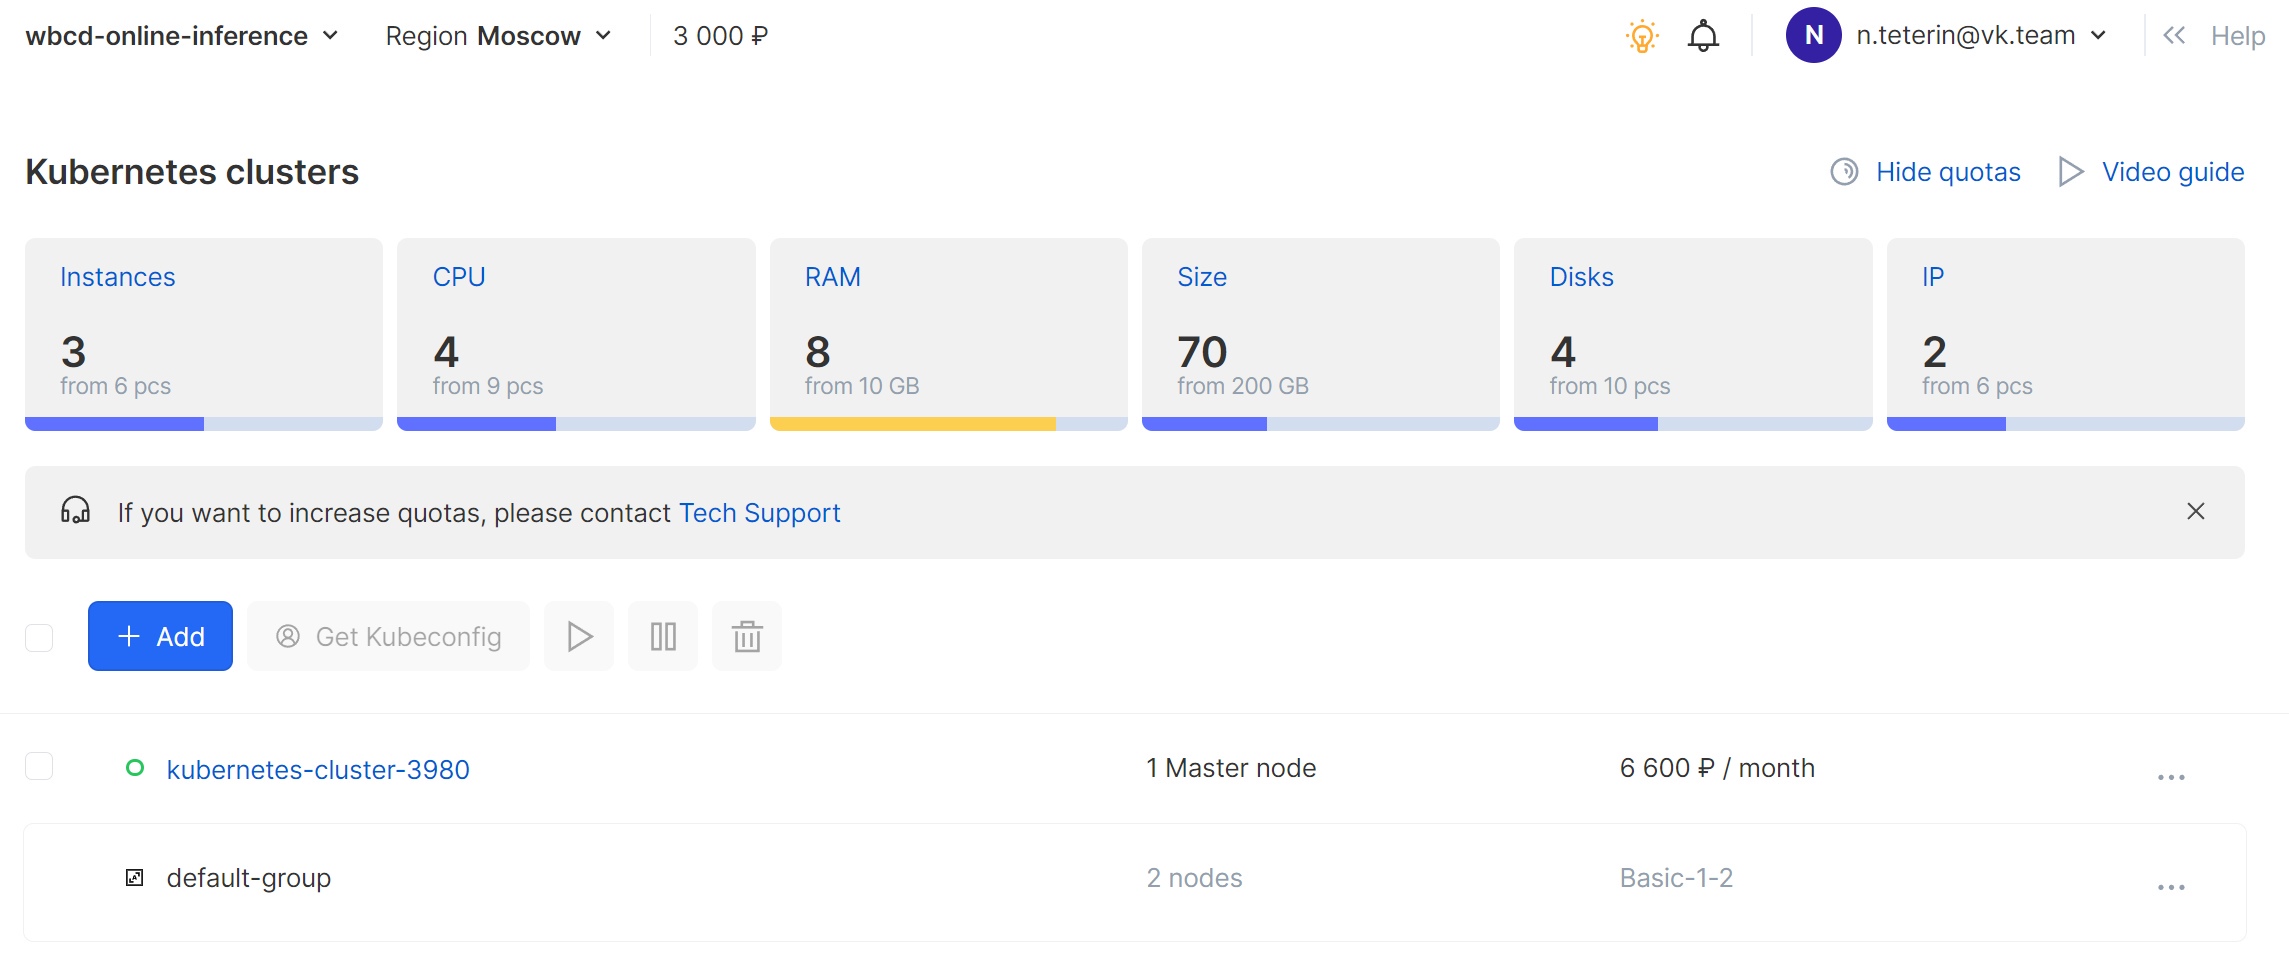 wbcd-online-inference Region Moscow 3 000 ₽ N n.teterin@vk.team Help
Kubernetes clusters Hide quotas Video guide
Instances CPU RAM Size Disks IP
3 4 8 70 4 2
from 6 pcs from 9 pcs from 10 GB from 200 GB from 10 pcs from 6 pcs
If you want to increase quotas, please contact Tech Support
Add Get Kubeconfig
kubernetes-cluster-3980 1 Master node 6 600 ₽ / month ...
default-group 2 nodes Basic-1-2 ...